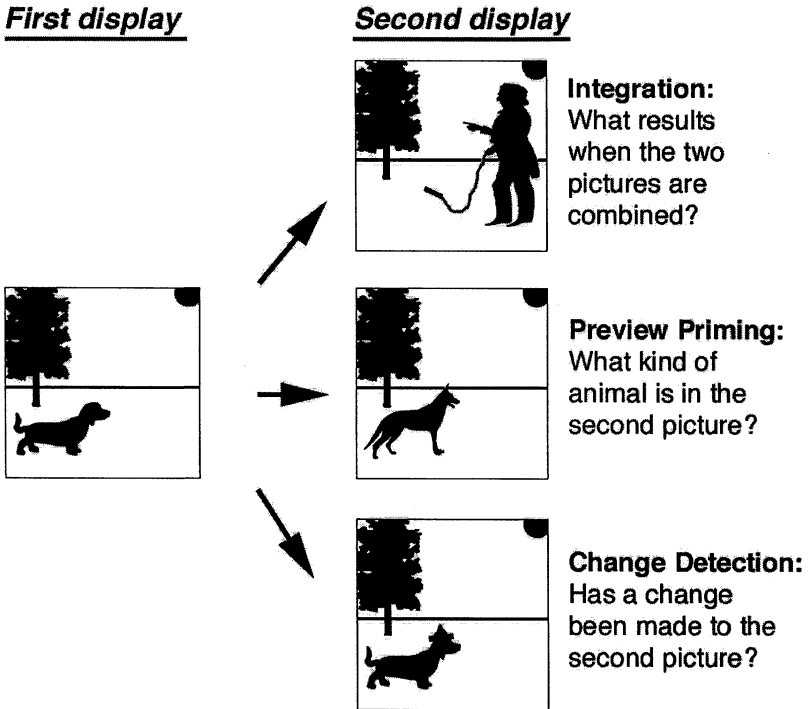 First display
Second display
Integration:
What results
when the two
pictures are
combined?
Preview Priming:
What kind of
animal is in the
second picture?
Change Detection:
Has a change
been made to the
second picture?